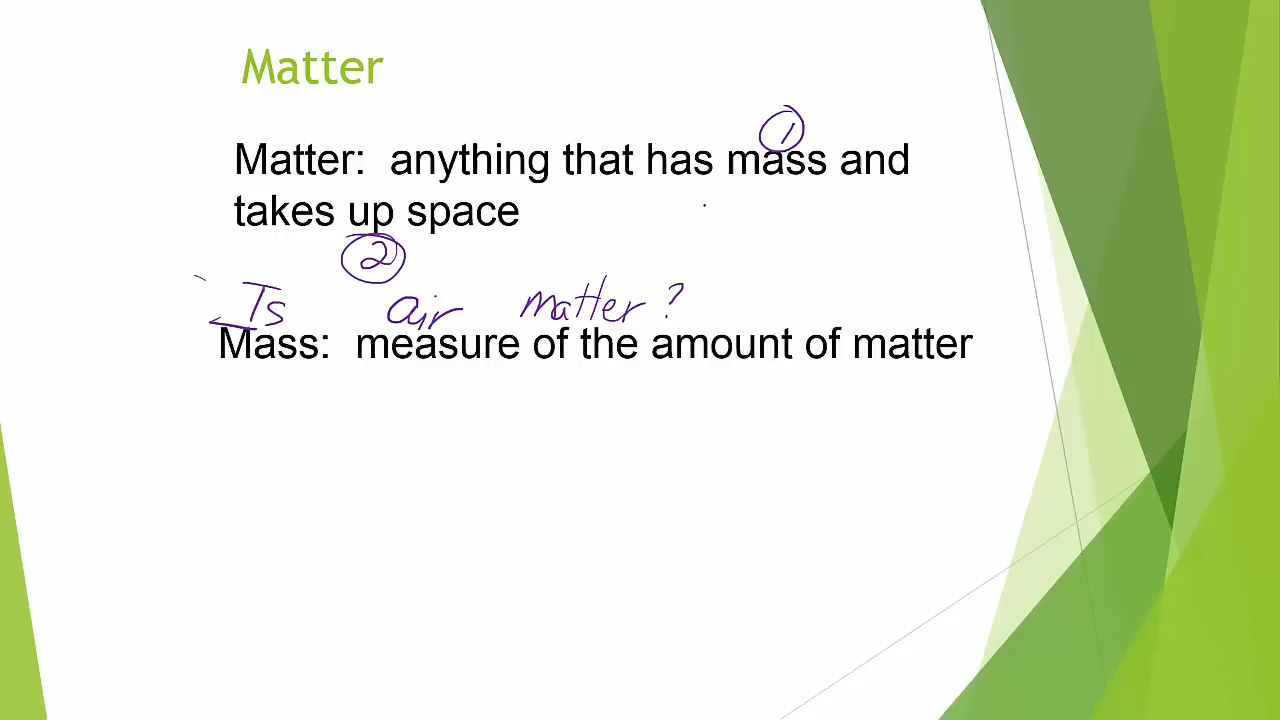 Matter
①
Matter: anything that has mass and
takes up space
②
Is air matter?
Mass: measure of the amount of matter